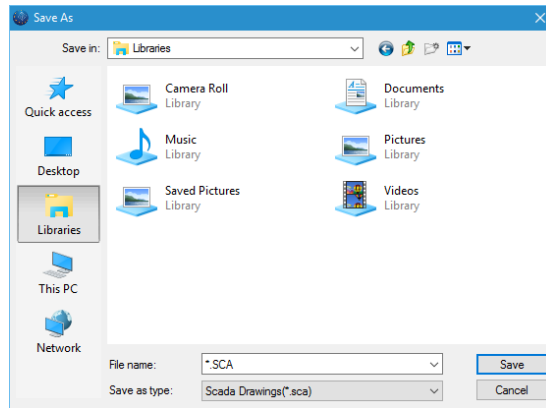 Save As
Save in: Libraries
Quick access
Desktop
Libraries
This PC
Network
Camera Roll
Library
Documents
Library
Music
Library
Pictures
Library
Saved Pictures
Library
Videos
Library
File name: *.SCA Save
Save as type: Scada Drawings(*.sca) Cancel